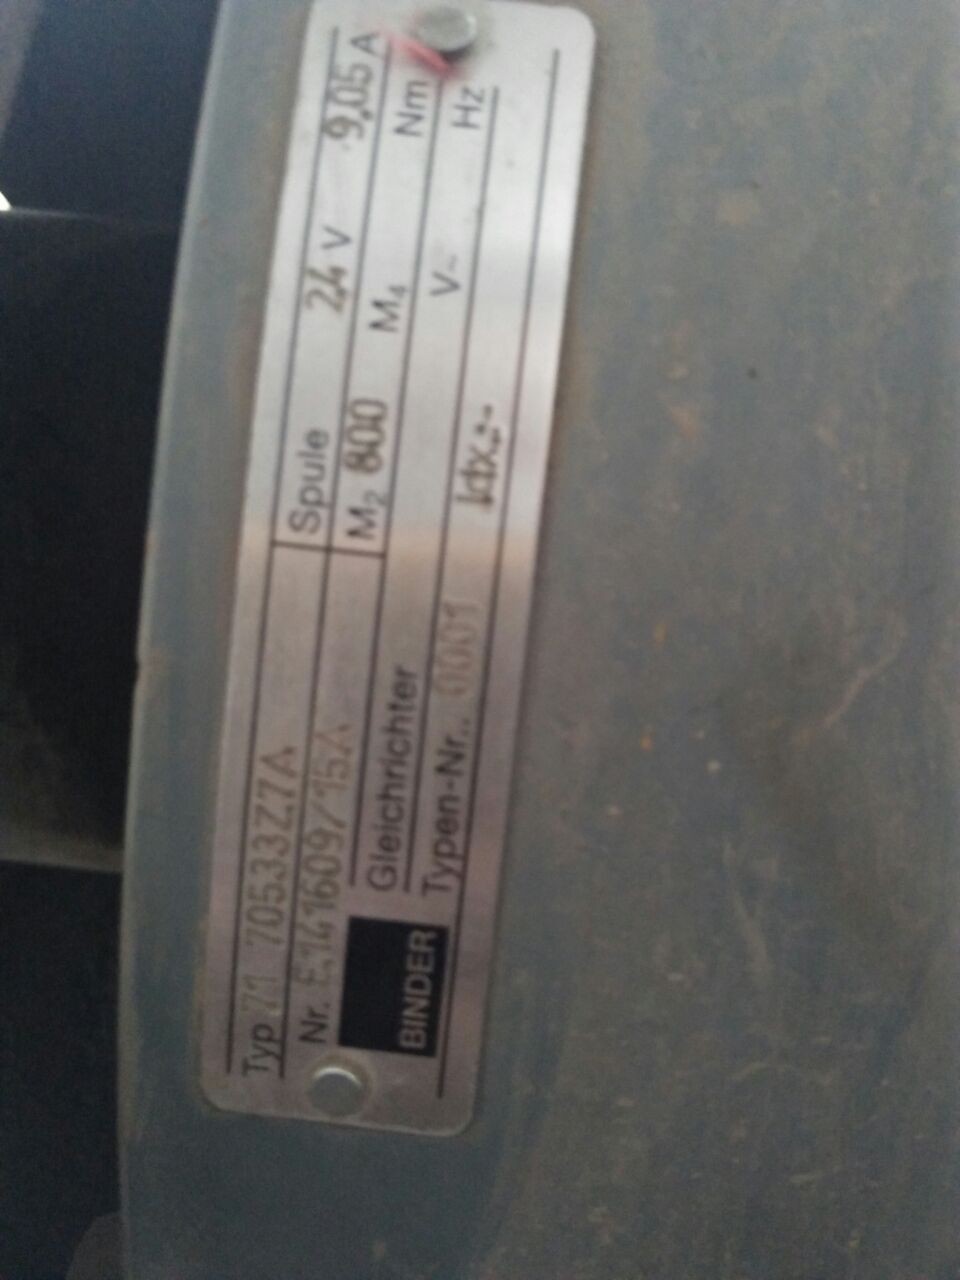 Typ 71 70533Z7A Spule 24 V 9.05 A
Nr. E141609/15A M₂ 800 M₄ Nm
BINDER
Gleichrichter V~ Hz
Typen-Nr. 0001